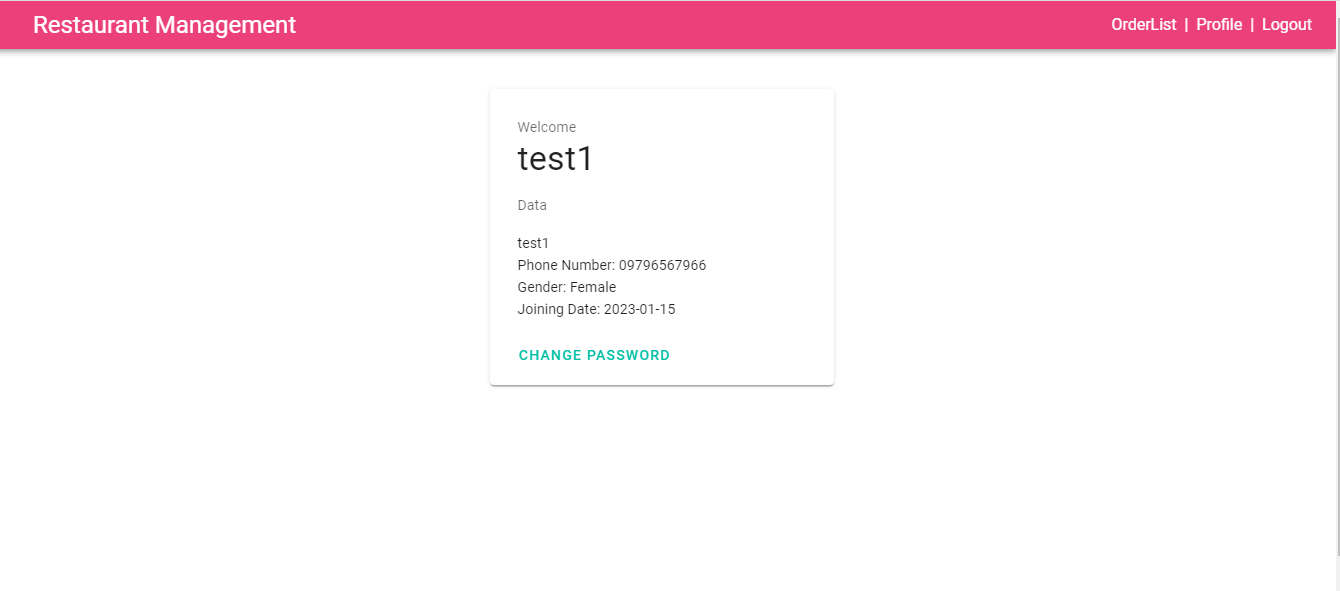 Restaurant Management
OrderList | Profile | Logout
Welcome
test1
Data
test1
Phone Number: 09796567966
Gender: Female
Joining Date: 2023-01-15
CHANGE PASSWORD